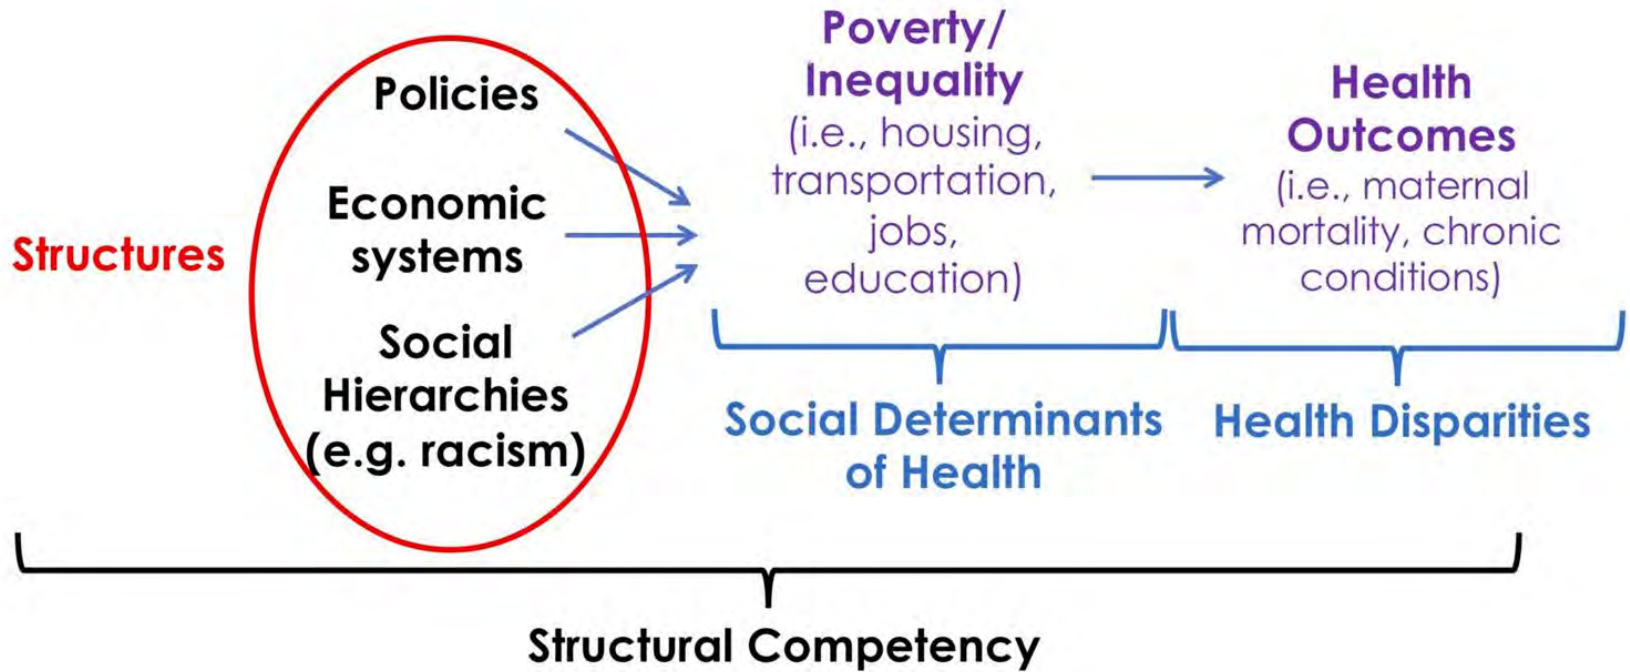 Structures
Policies
Economic
systems
Social
Hierarchies
(e.g. racism)
Poverty/
Inequality
(i.e., housing,
transportation,
jobs,
education)
Social Determinants
of Health
Health
Outcomes
(i.e., maternal
mortality, chronic
conditions)
Health Disparities
Structural Competency